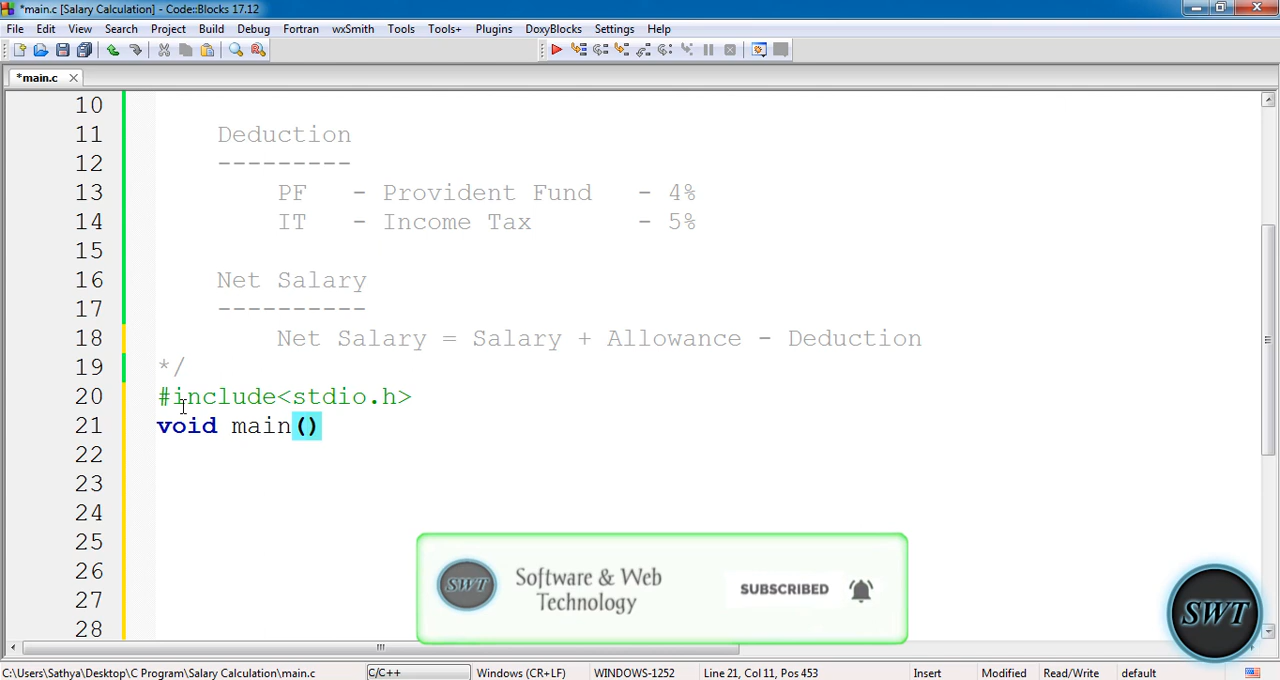 *main.c [Salary Calculation] - Code::Blocks 17.12
File Edit View Search Project Build Debug Fortran wxSmith Tools Tools+ Plugins DoxyBlocks Settings Help
*main.c
10
11 Deduction
12 ---------
13 PF - Provident Fund - 4%
14 IT - Income Tax - 5%
15
16 Net Salary
17 ----------
18 Net Salary = Salary + Allowance - Deduction
19 */
20 #include<stdio.h>
21 void main()
22
23
24
25
26
27
28
SWT
Software & Web
Technology
SUBSCRIBED
SWT
C:\Users\Sathya\Desktop\C Program\Salary Calculation\main.c C/C++ Windows (CR+LF) WINDOWS-1252 Line 21, Col 11, Pos 453 Insert Modified Read/Write default